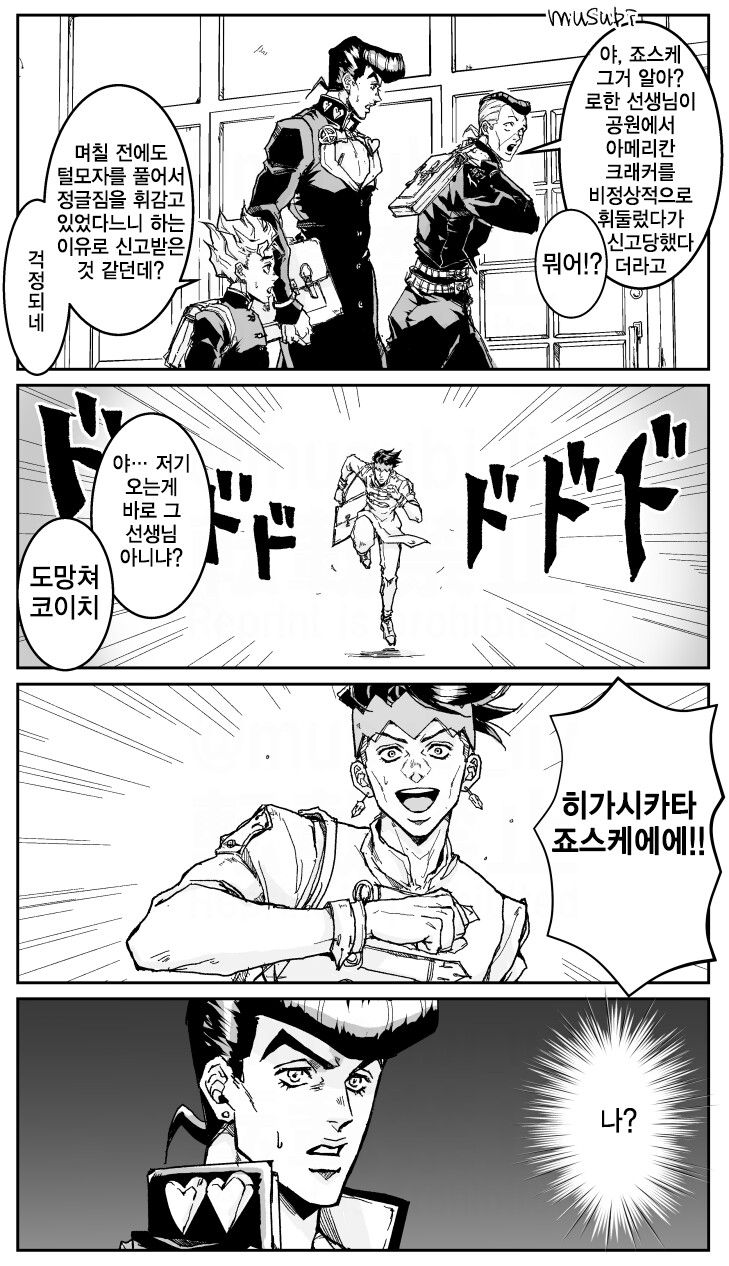 musubi
야, 죠스케
그거 알아?
로한 선생님이
공원에서
아메리칸
크래커를
비정상적으로
휘둘렀다가
신고당했다
더라고
뭐어!?
며칠 전에도
털모자를 풀어서
정글짐을 휘감고
있었다느니 하는
이유로 신고받은
것 같던데?
걱정되네
ドドド
ドドド
야… 저기
오는게
바로 그
선생님
아니냐?
도망쳐
코이치
히가시카타
죠스케에에!!
나?